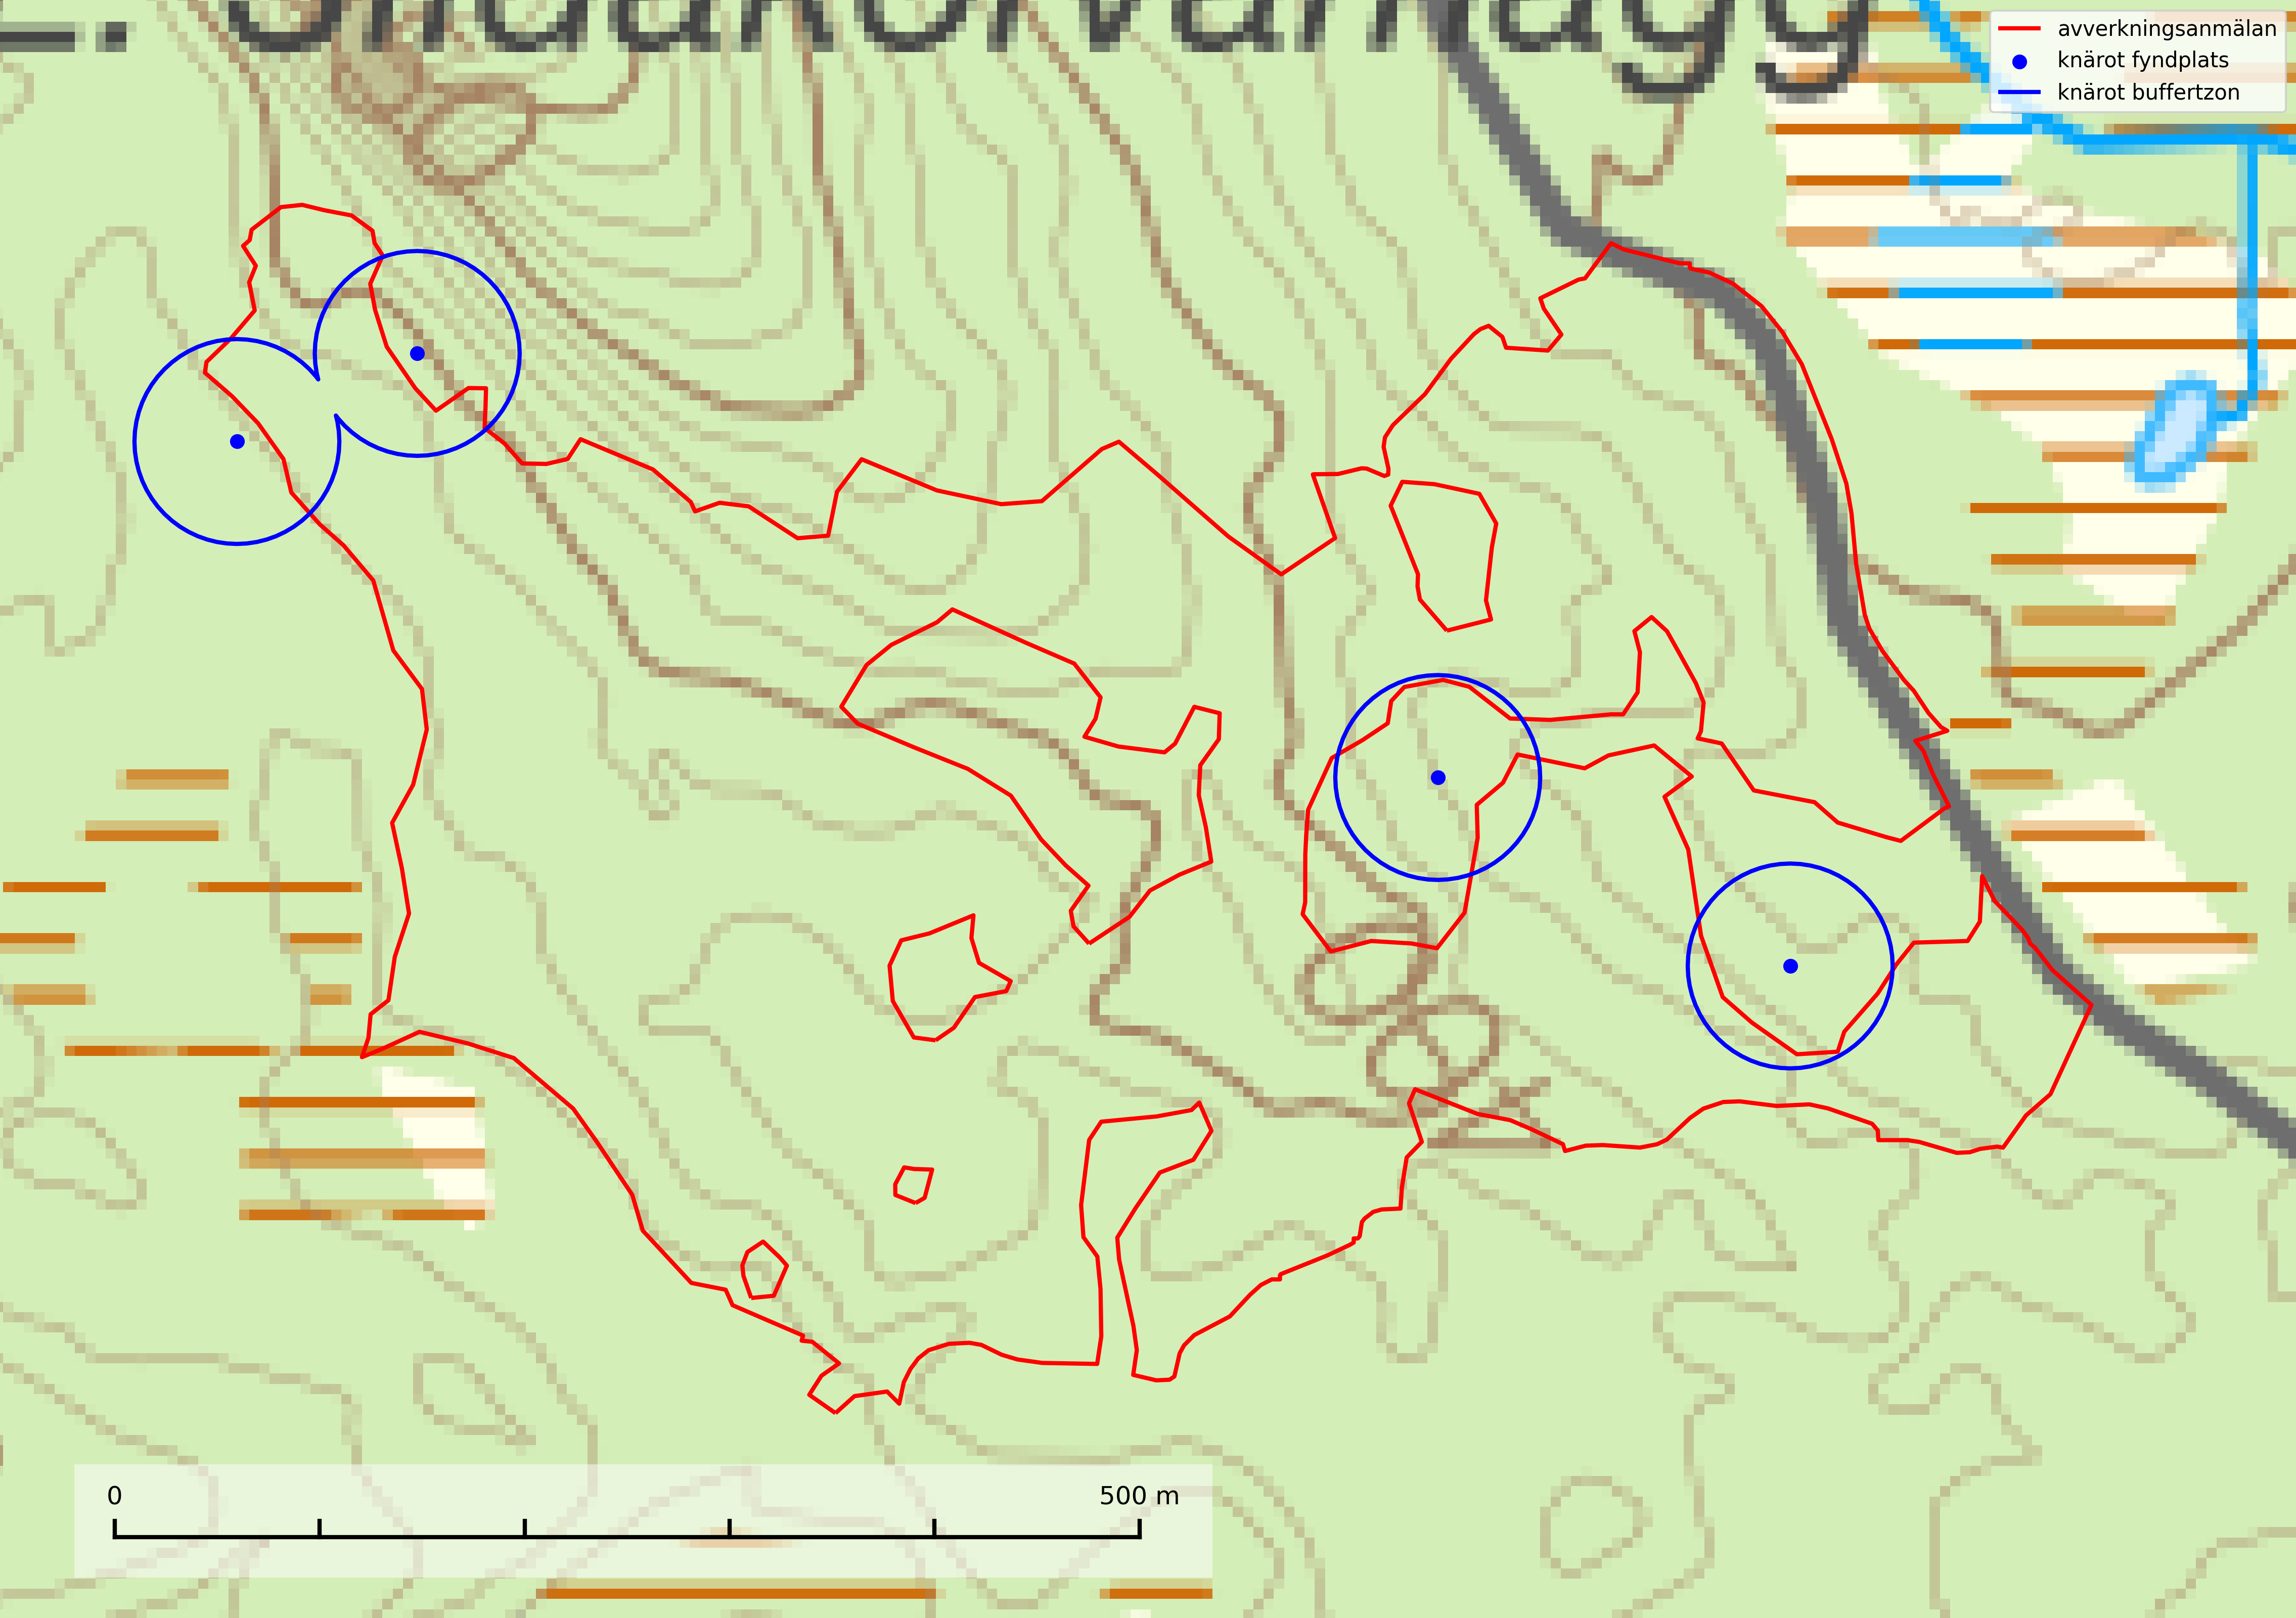 avverkningsanmälan
knärot fyndplats
knärot buffertzon
0 500 m